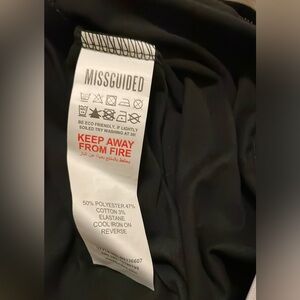 MISSGUIDED
BE ECO FRIENDLY, IF LIGHTLY
SOILED TRY WASHING AT 30
KEEP AWAY
FROM FIRE
50% POLYESTER 47%
COTTON 3%
ELASTANE
COOL IRON ON
REVERSE